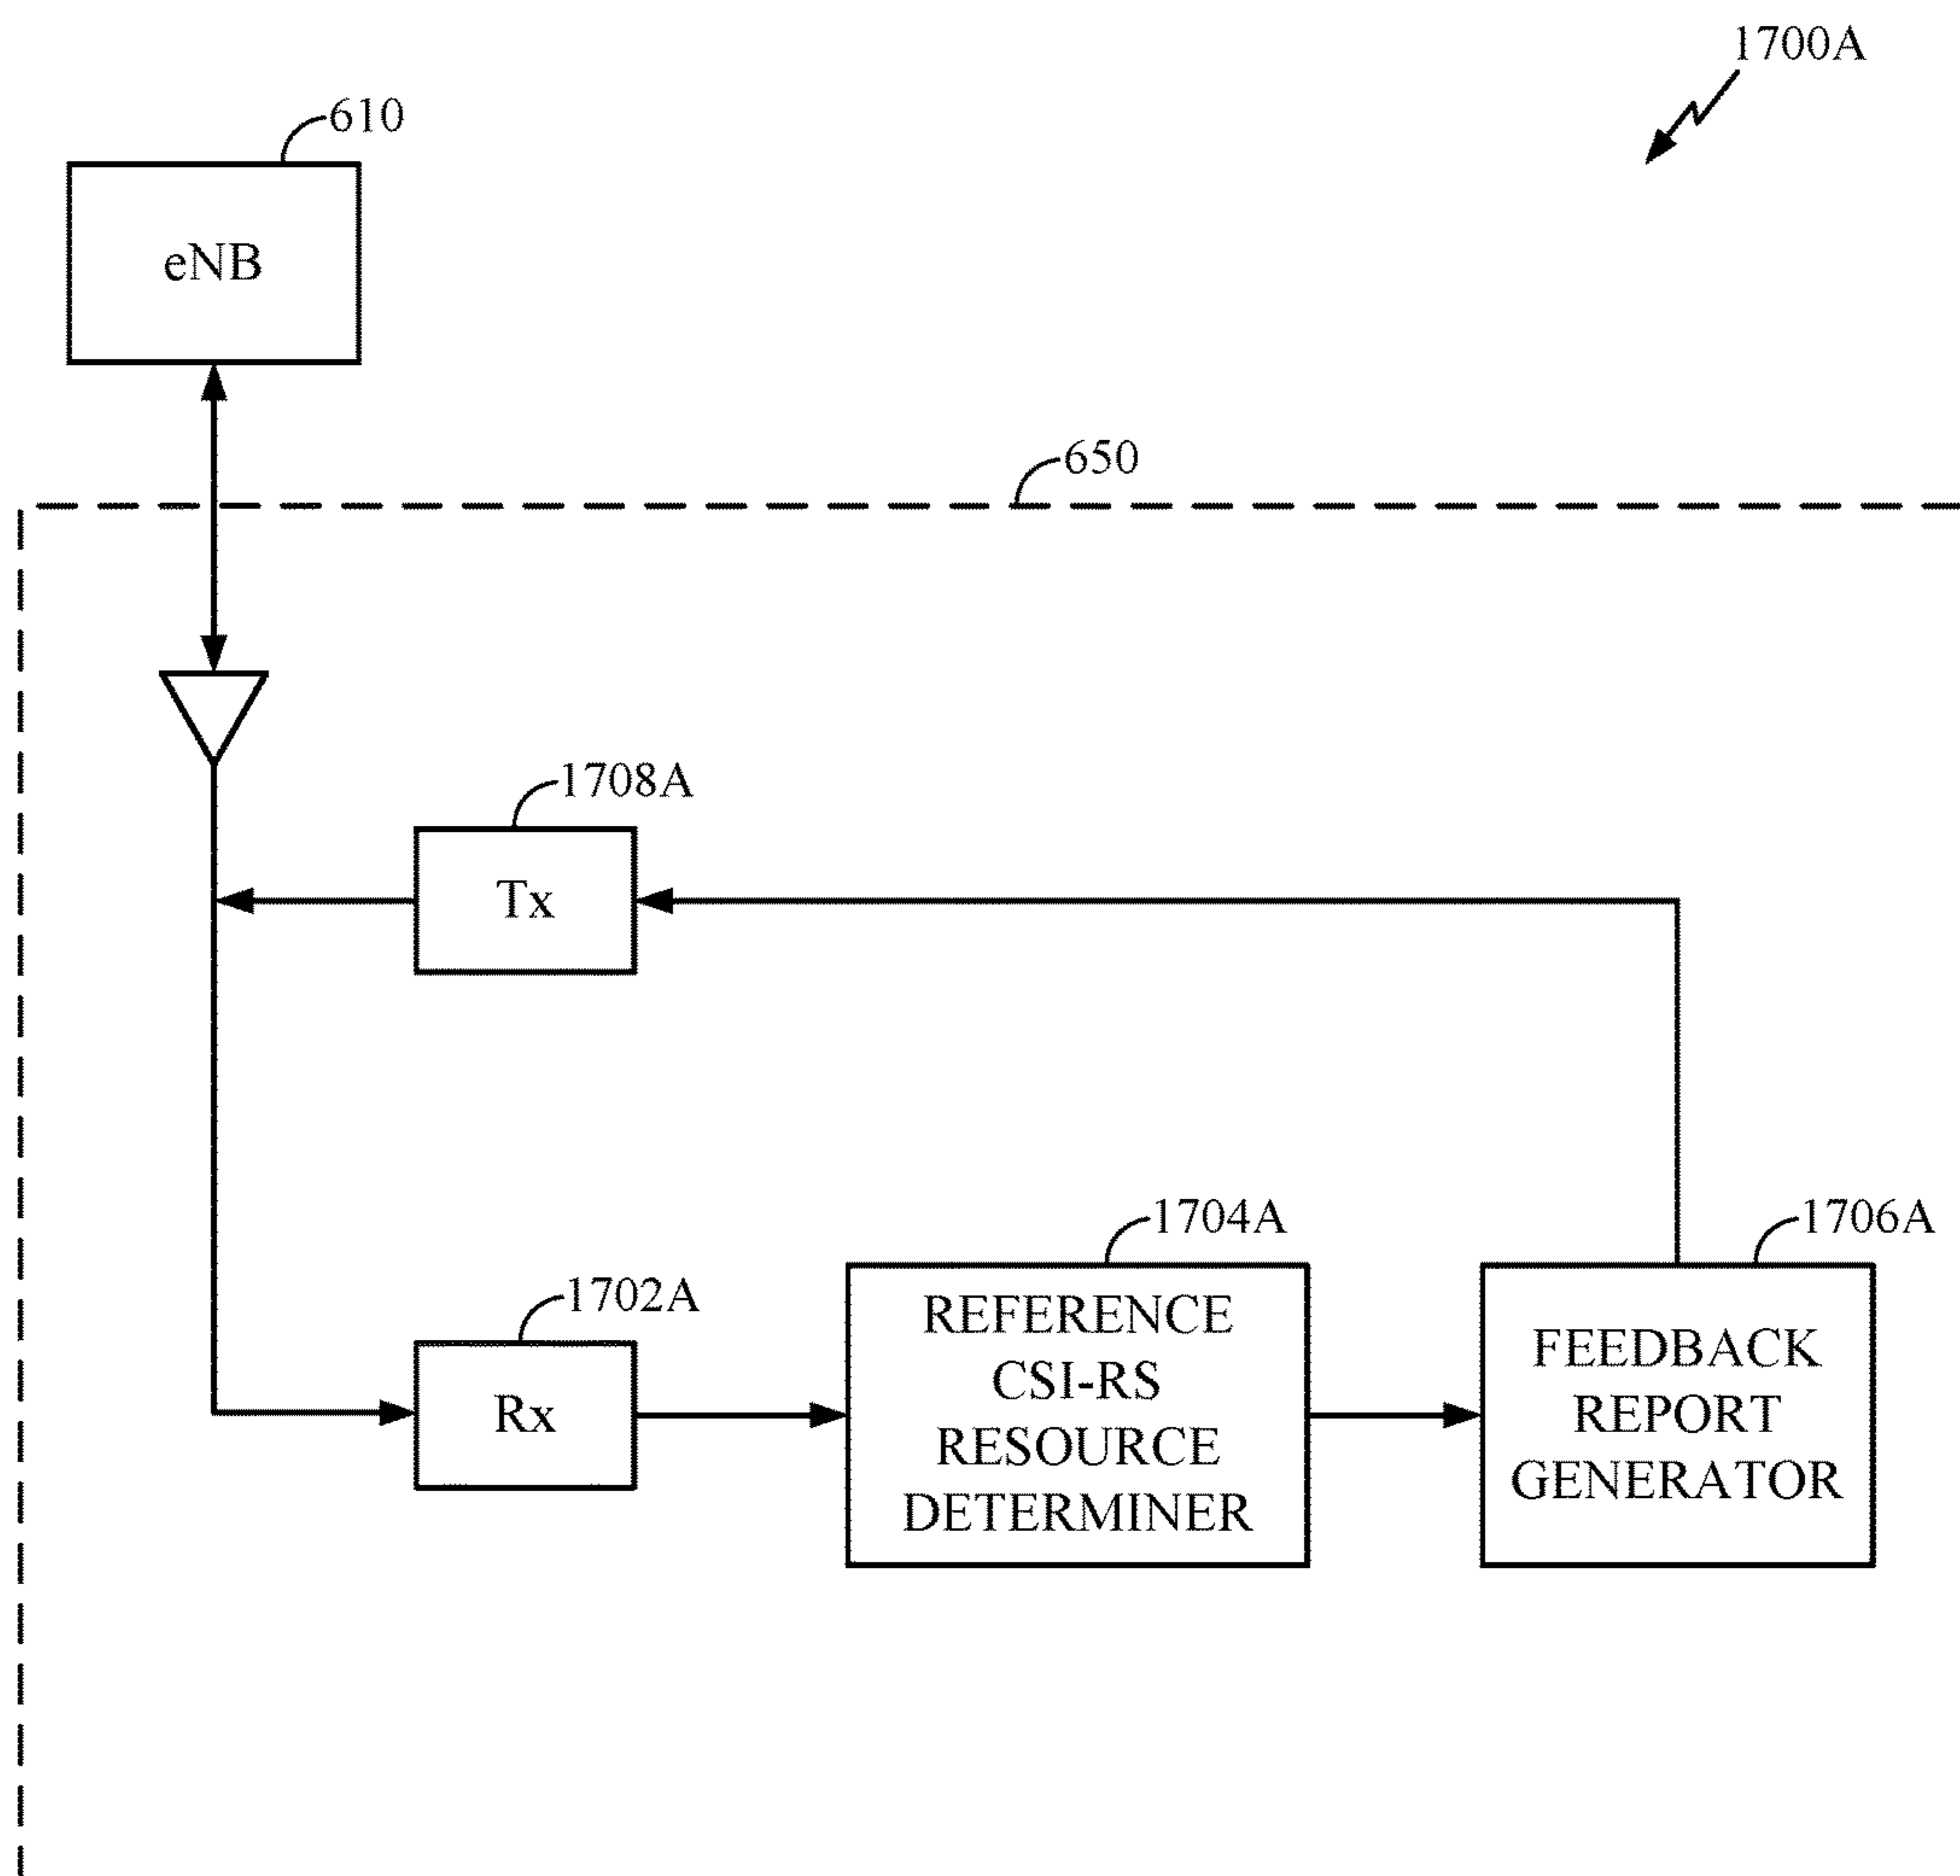 1700A
610
eNB
650
1708A
Tx
1704A
1706A
1702A
Rx
REFERENCE
CSI-RS
RESOURCE
DETERMINER
FEEDBACK
REPORT
GENERATOR